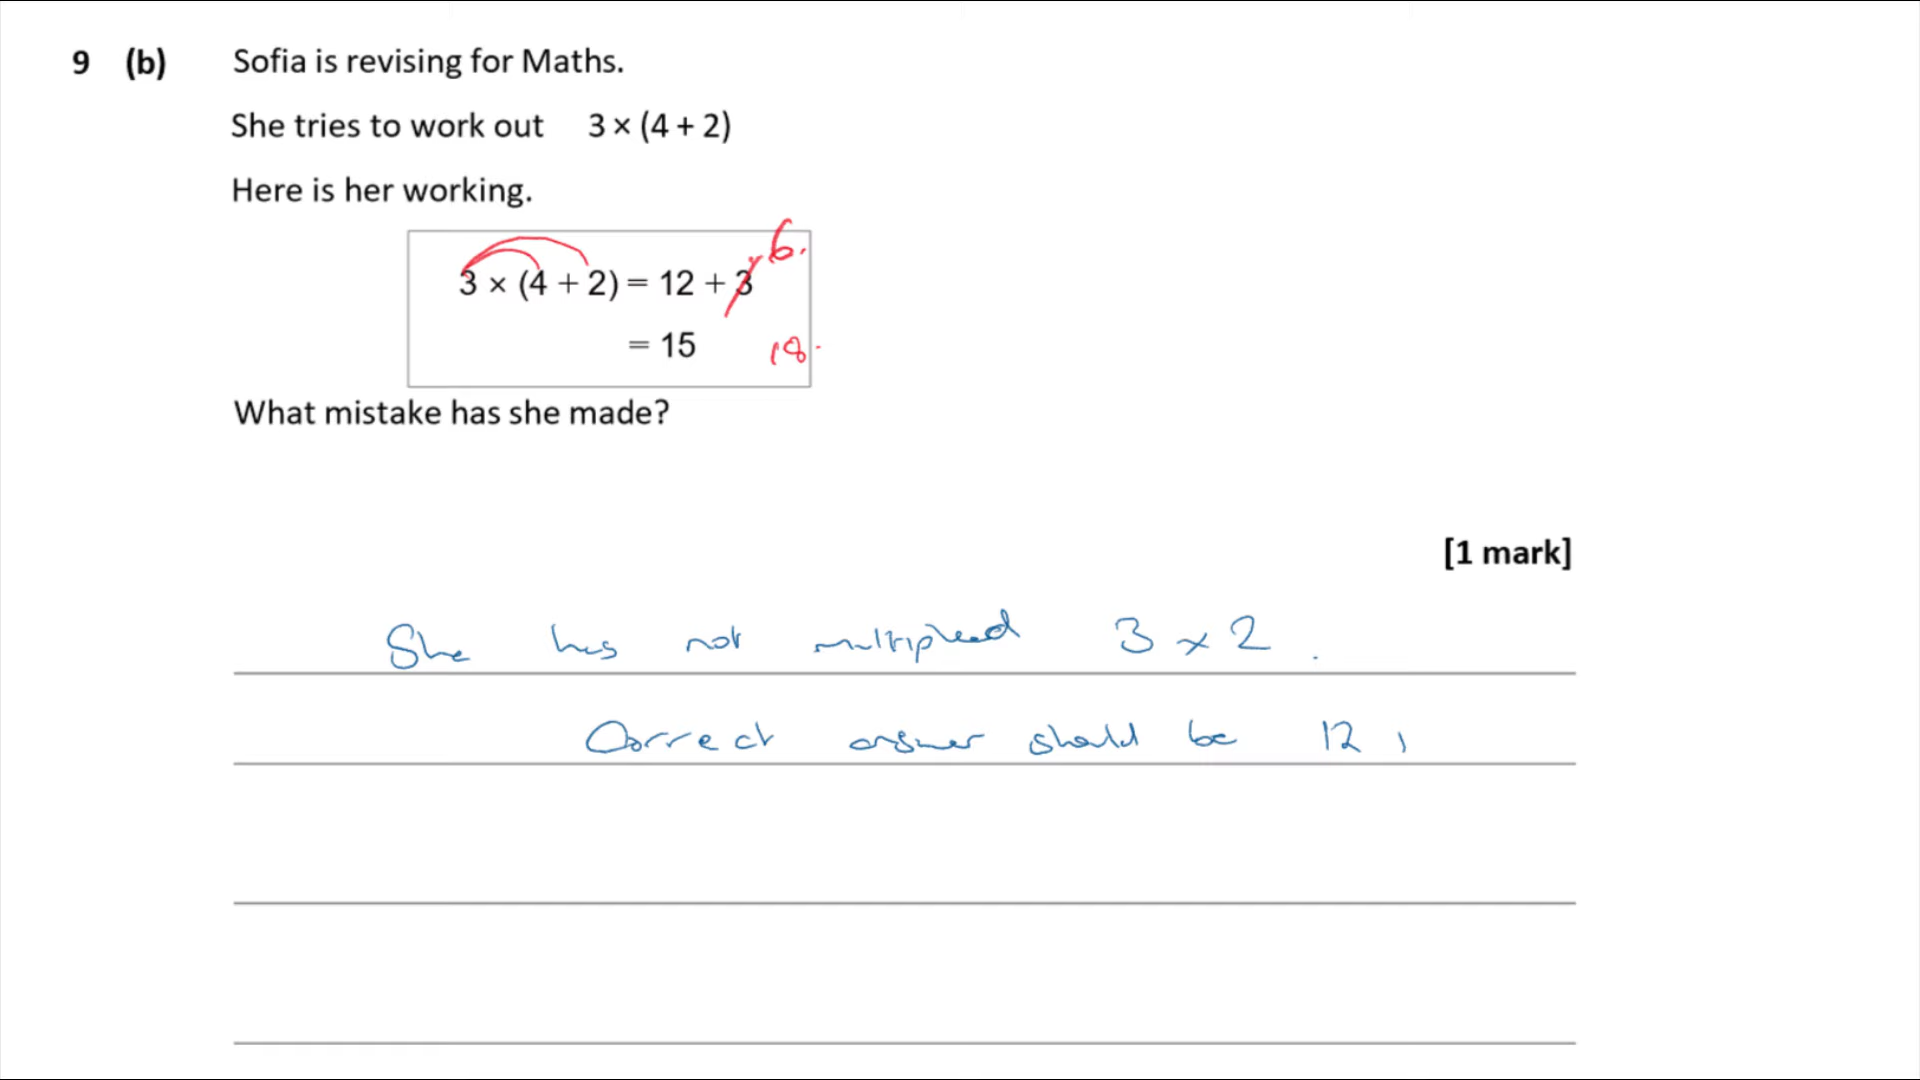 9 (b) Sofia is revising for Maths.
She tries to work out 3 × (4 + 2)
Here is her working.
6.
3 × (4 + 2) = 12 + 3
= 15 18.
What mistake has she made?
[1 mark]
She has not multiplied 3 × 2 .
Correct answer should be 12